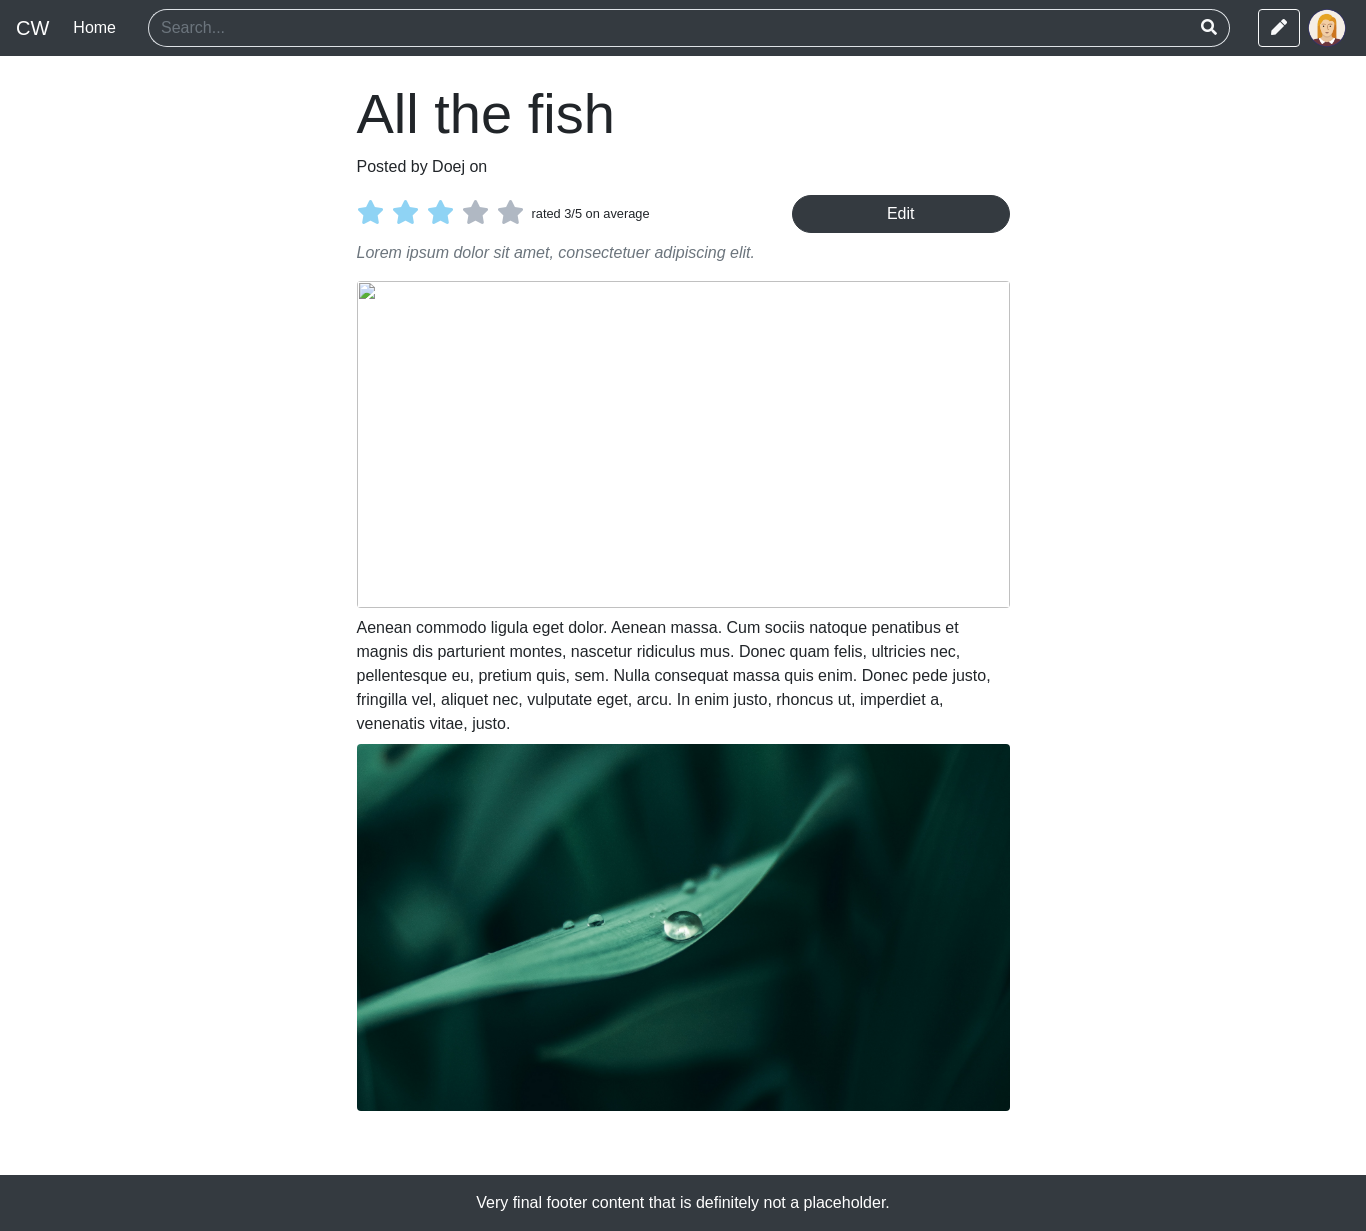 CW Home Search...
All the fish
Posted by Doej on
rated 3/5 on average Edit
Lorem ipsum dolor sit amet, consectetuer adipiscing elit.
Aenean commodo ligula eget dolor. Aenean massa. Cum sociis natoque penatibus et
magnis dis parturient montes, nascetur ridiculus mus. Donec quam felis, ultricies nec,
pellentesque eu, pretium quis, sem. Nulla consequat massa quis enim. Donec pede justo,
fringilla vel, aliquet nec, vulputate eget, arcu. In enim justo, rhoncus ut, imperdiet a,
venenatis vitae, justo.
Very final footer content that is definitely not a placeholder.